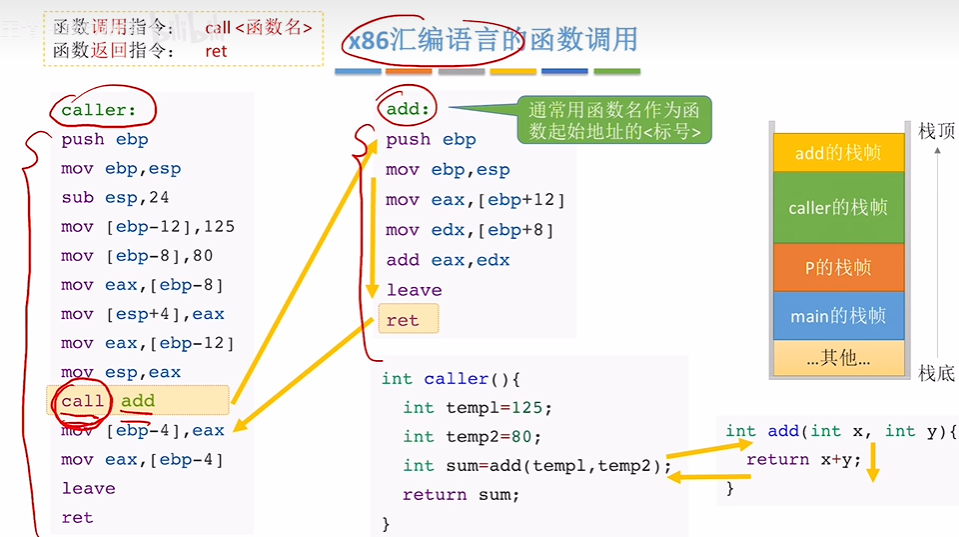 函数调用指令： call <函数名>
函数返回指令： ret
x86汇编语言的函数调用
caller:
push ebp
mov ebp,esp
sub esp,24
mov [ebp-12],125
mov [ebp-8],80
mov eax,[ebp-8]
mov [esp+4],eax
mov eax,[ebp-12]
mov esp,eax
call add
mov [ebp-4],eax
mov eax,[ebp-4]
leave
ret
add:
push ebp
mov ebp,esp
mov eax,[ebp+12]
mov edx,[ebp+8]
add eax,edx
leave
ret
通常用函数名作为函
数起始地址的<标号>
int caller(){
int temp1=125;
int temp2=80;
int sum=add(temp1,temp2);
return sum;
}
int add(int x, int y){
return x+y;
}
栈顶
add的栈帧
caller的栈帧
P的栈帧
main的栈帧
...其他...
栈底